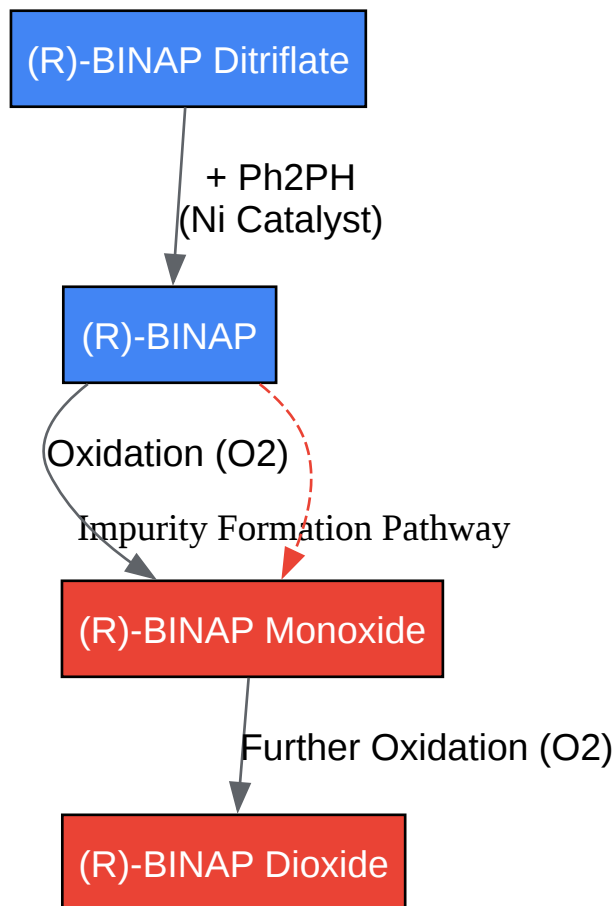 (R)-BINAP Ditriflate
+ Ph2PH
(Ni Catalyst)
(R)-BINAP
Oxidation (O2)
Impurity Formation Pathway
(R)-BINAP Monoxide
Further Oxidation (O2)
(R)-BINAP Dioxide